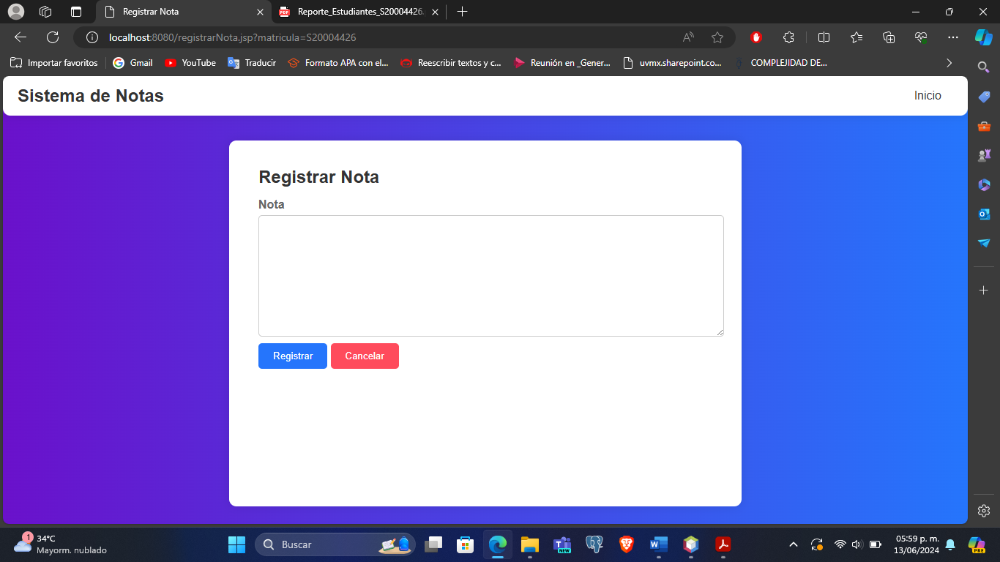 Registrar Nota
Reporte_Estudiantes_S20004426.
localhost:8080/registrarNota.jsp?matricula=S20004426
Importar favoritos
Gmail
YouTube
Traducir
Formato APA con el...
Reescribir textos y c...
Reunión en _Gener...
uvmx.sharepoint.co...
COMPLEJIDAD DE...
Sistema de Notas
Inicio
Registrar Nota
Nota
Registrar
Cancelar
1
34°C
Mayorm. nublado
Buscar
NEW
05:59 p. m.
13/06/2024
PRE